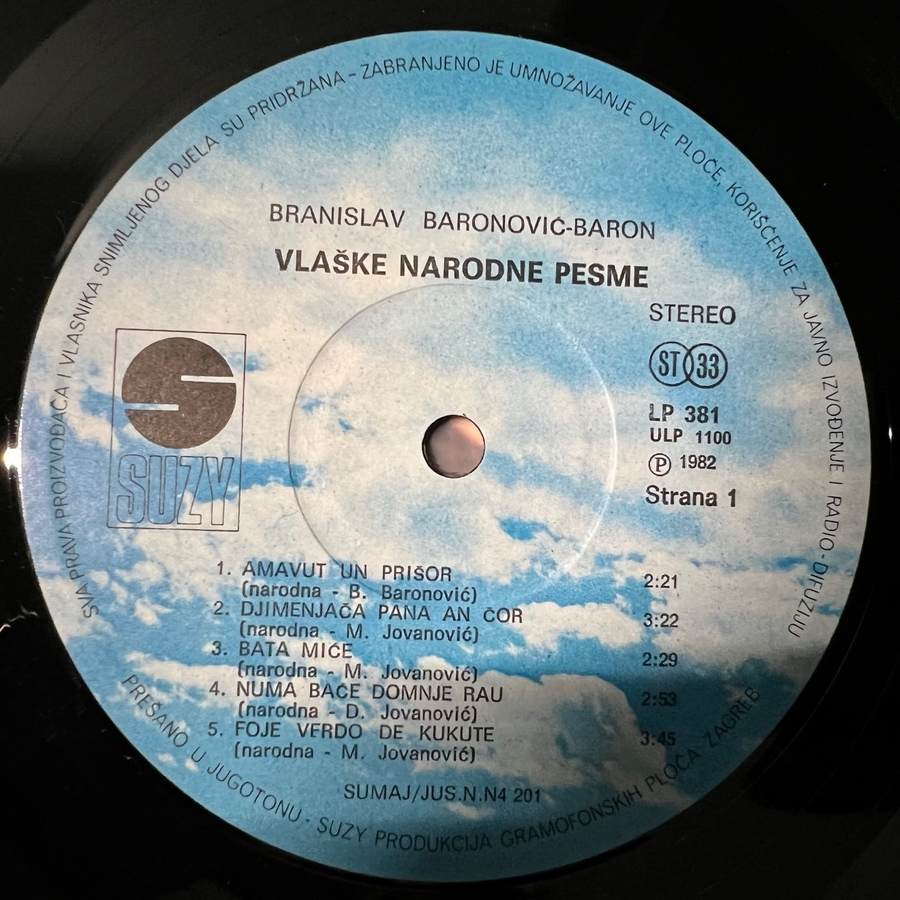 SVA PRAVA PROIZVOĐAČA I VLASNIKA SNIMLJENOG DJELA SU PRIDRŽANA - ZABRANJENO JE UMNOŽAVANJE OVE PLOČE, KORIŠĆENJE ZA JAVNO IZVOĐENJE I RADIO-DIFUZIJU
BRANISLAV BARONOVIĆ-BARON
VLAŠKE NARODNE PESME
STEREO
ST 33
LP 381
ULP 1100
Ⓟ 1982
Strana 1
SUZY
1. AMAVUT UN PRIŠOR 2:21
(narodna - B. Baronović)
2. DJIMENJAČA PANA AN ČOR 3:22
(narodna - M. Jovanović)
3. BATA MIĆE 2:29
(narodna - M. Jovanović)
4. NUMA BAĆE DOMNJE RAU 2:53
(narodna - D. Jovanović)
5. FOJE VERDO DE KUKUTE 3:45
(narodna - M. Jovanović)
SUMAJ/JUS.N.N4 201
PREŠANO U JUGOTONU - SUZY PRODUKCIJA GRAMOFONSKIH PLOČA ZAGREB